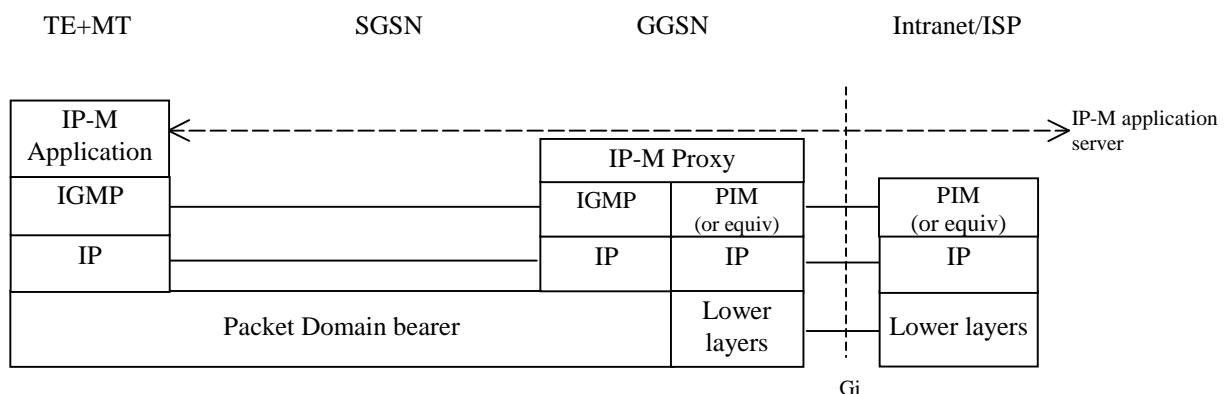 TE+MT SGSN GGSN Intranet/ISP
IP-M
Application
IP-M application
server
IP-M Proxy
IGMP IGMP PIM
(or equiv) PIM
(or equiv)
IP IP IP IP
Packet Domain bearer Lower
layers Lower layers
Gi